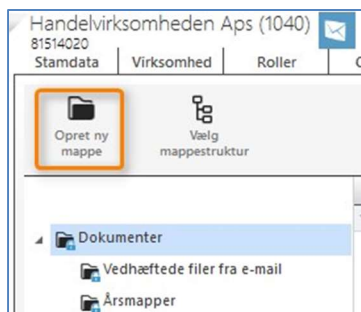 Handelvirksomheden Aps (1040)
81514020
Stamdata Virksomhed Roller
Opret ny Vælg
mappe mappestruktur
Dokumenter
Vedhæftede filer fra e-mail
Årsmapper